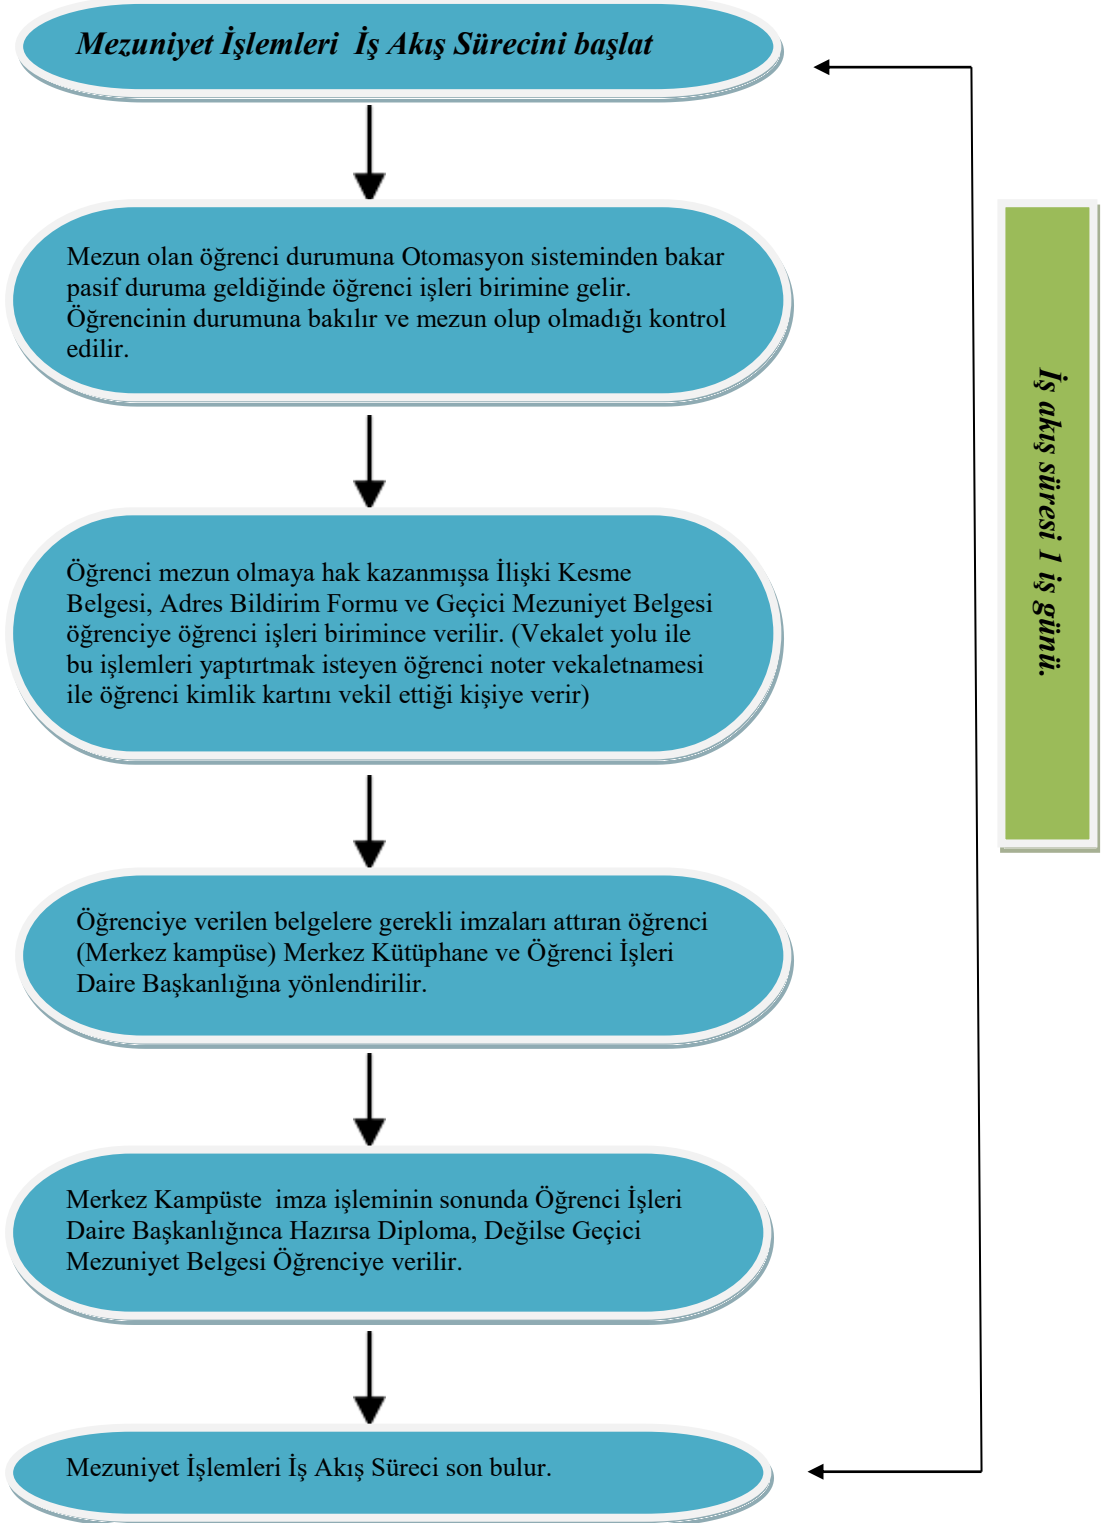 Mezuniyet İşlemleri İş Akış Sürecini başlat
Mezun olan öğrenci durumuna Otomasyon sisteminden bakar
pasif duruma geldiğinde öğrenci işleri birimine gelir.
Öğrencinin durumuna bakılır ve mezun olup olmadığı kontrol
edilir.
İş akış süresi 1 iş günü.
Öğrenci mezun olmaya hak kazanmışsa İlişki Kesme
Belgesi, Adres Bildirim Formu ve Geçici Mezuniyet Belgesi
öğrenciye öğrenci işleri birimince verilir. (Vekalet yolu ile
bu işlemleri yaptırtmak isteyen öğrenci noter vekaletnamesi
ile öğrenci kimlik kartını vekil ettiği kişiye verir)
Öğrenciye verilen belgelere gerekli imzaları attıran öğrenci
(Merkez kampüse) Merkez Kütüphane ve Öğrenci İşleri
Daire Başkanlığına yönlendirilir.
Merkez Kampüste imza işleminin sonunda Öğrenci İşleri
Daire Başkanlığınca Hazırsa Diploma, Değilse Geçici
Mezuniyet Belgesi Öğrenciye verilir.
Mezuniyet İşlemleri İş Akış Süreci son bulur.